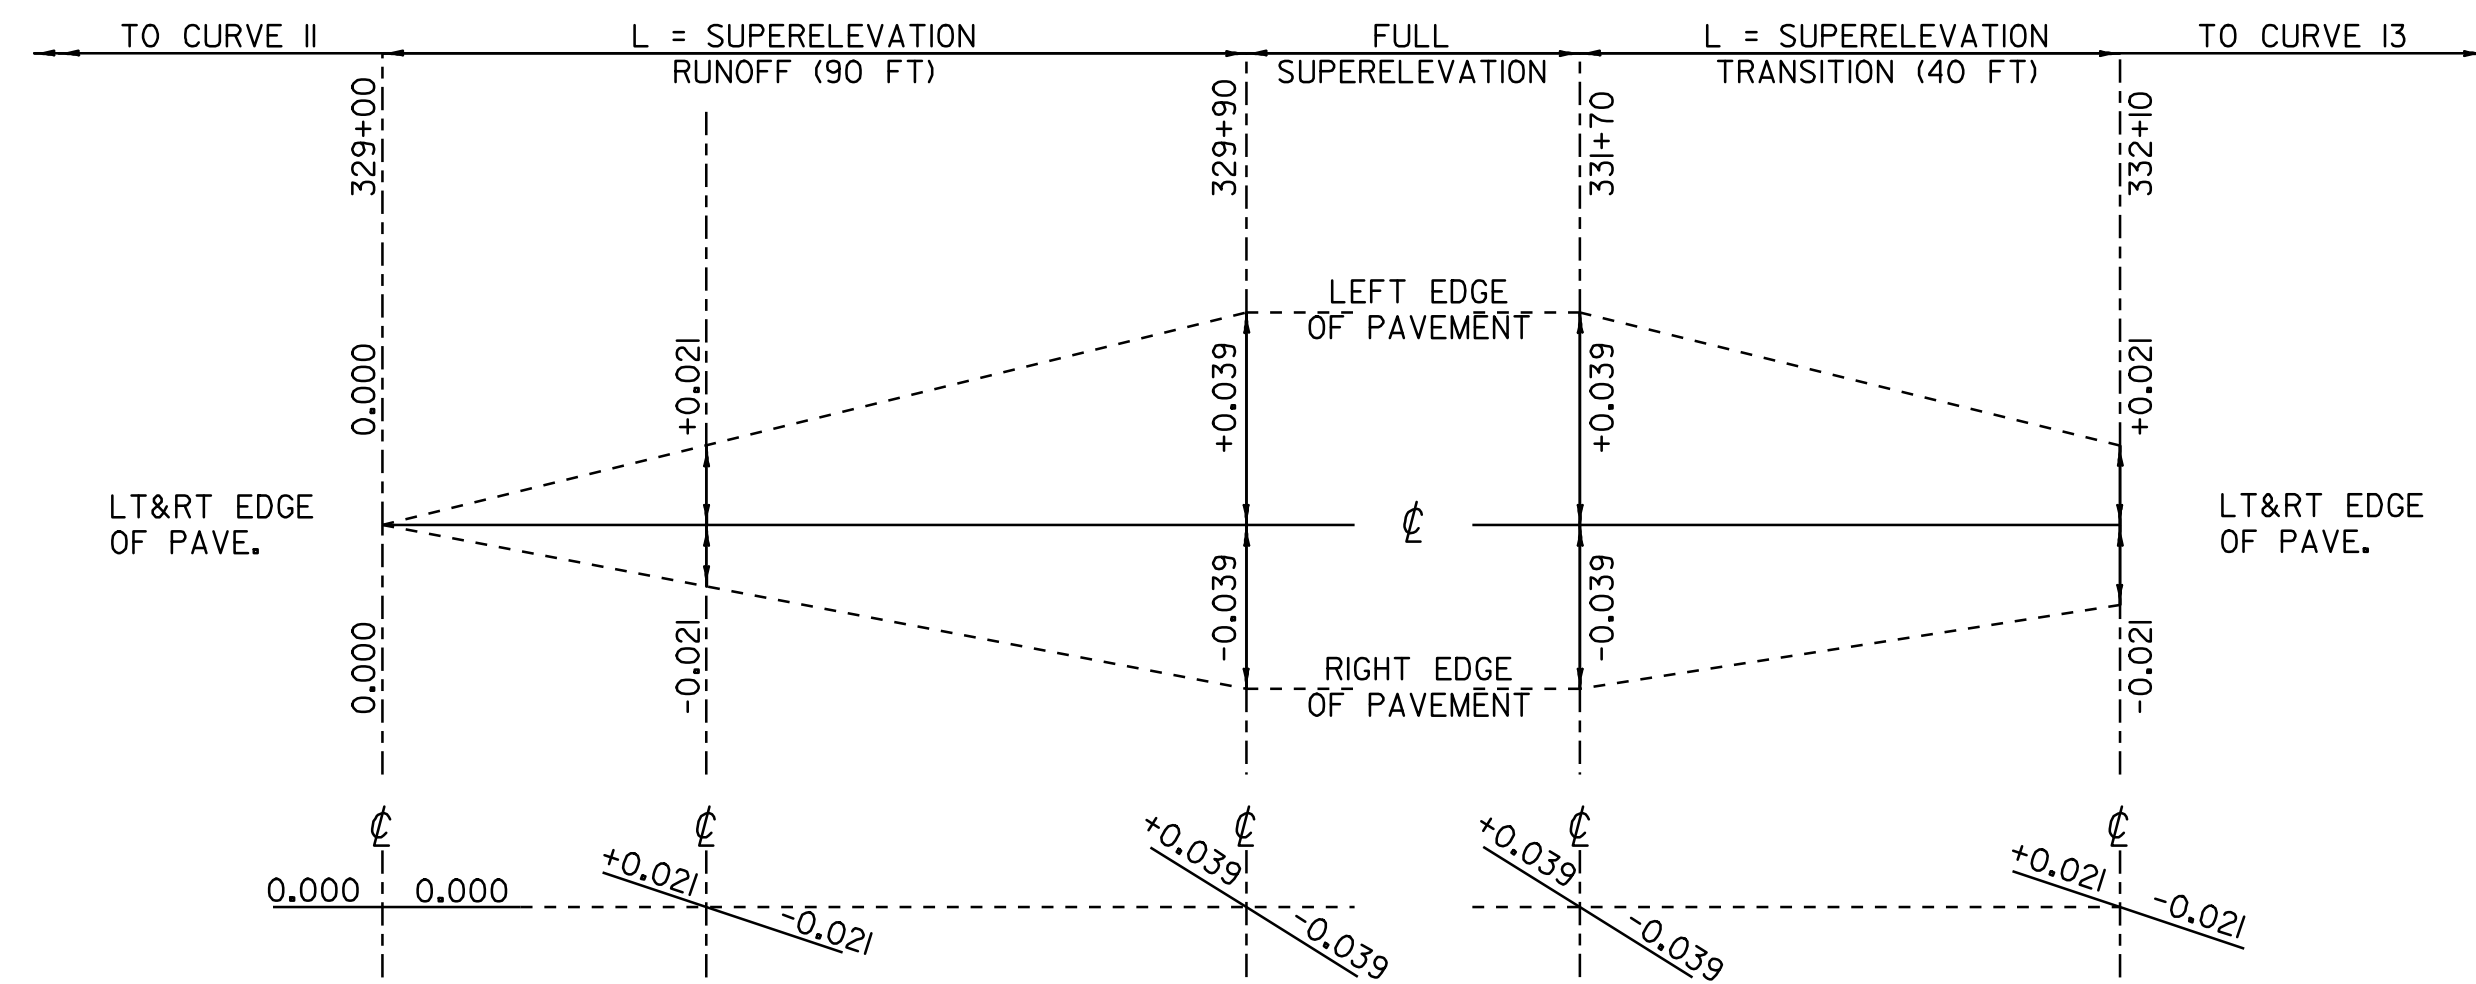 TO CURVE 11
L = SUPERELEVATION
RUNOFF (90 FT)
FULL
SUPERELEVATION
L = SUPERELEVATION
TRANSITION (40 FT)
TO CURVE 13
329+00
329+90
331+70
332+10
0.000
+0.021
+0.039
+0.039
+0.021
LEFT EDGE
OF PAVEMENT
LT&RT EDGE
OF PAVE.
℄
LT&RT EDGE
OF PAVE.
0.000
-0.021
-0.039
-0.039
-0.021
RIGHT EDGE
OF PAVEMENT
℄
℄
℄
℄
℄
0.000 0.000
+0.021 -0.021
+0.039 -0.039
+0.039 -0.039
+0.021 -0.021